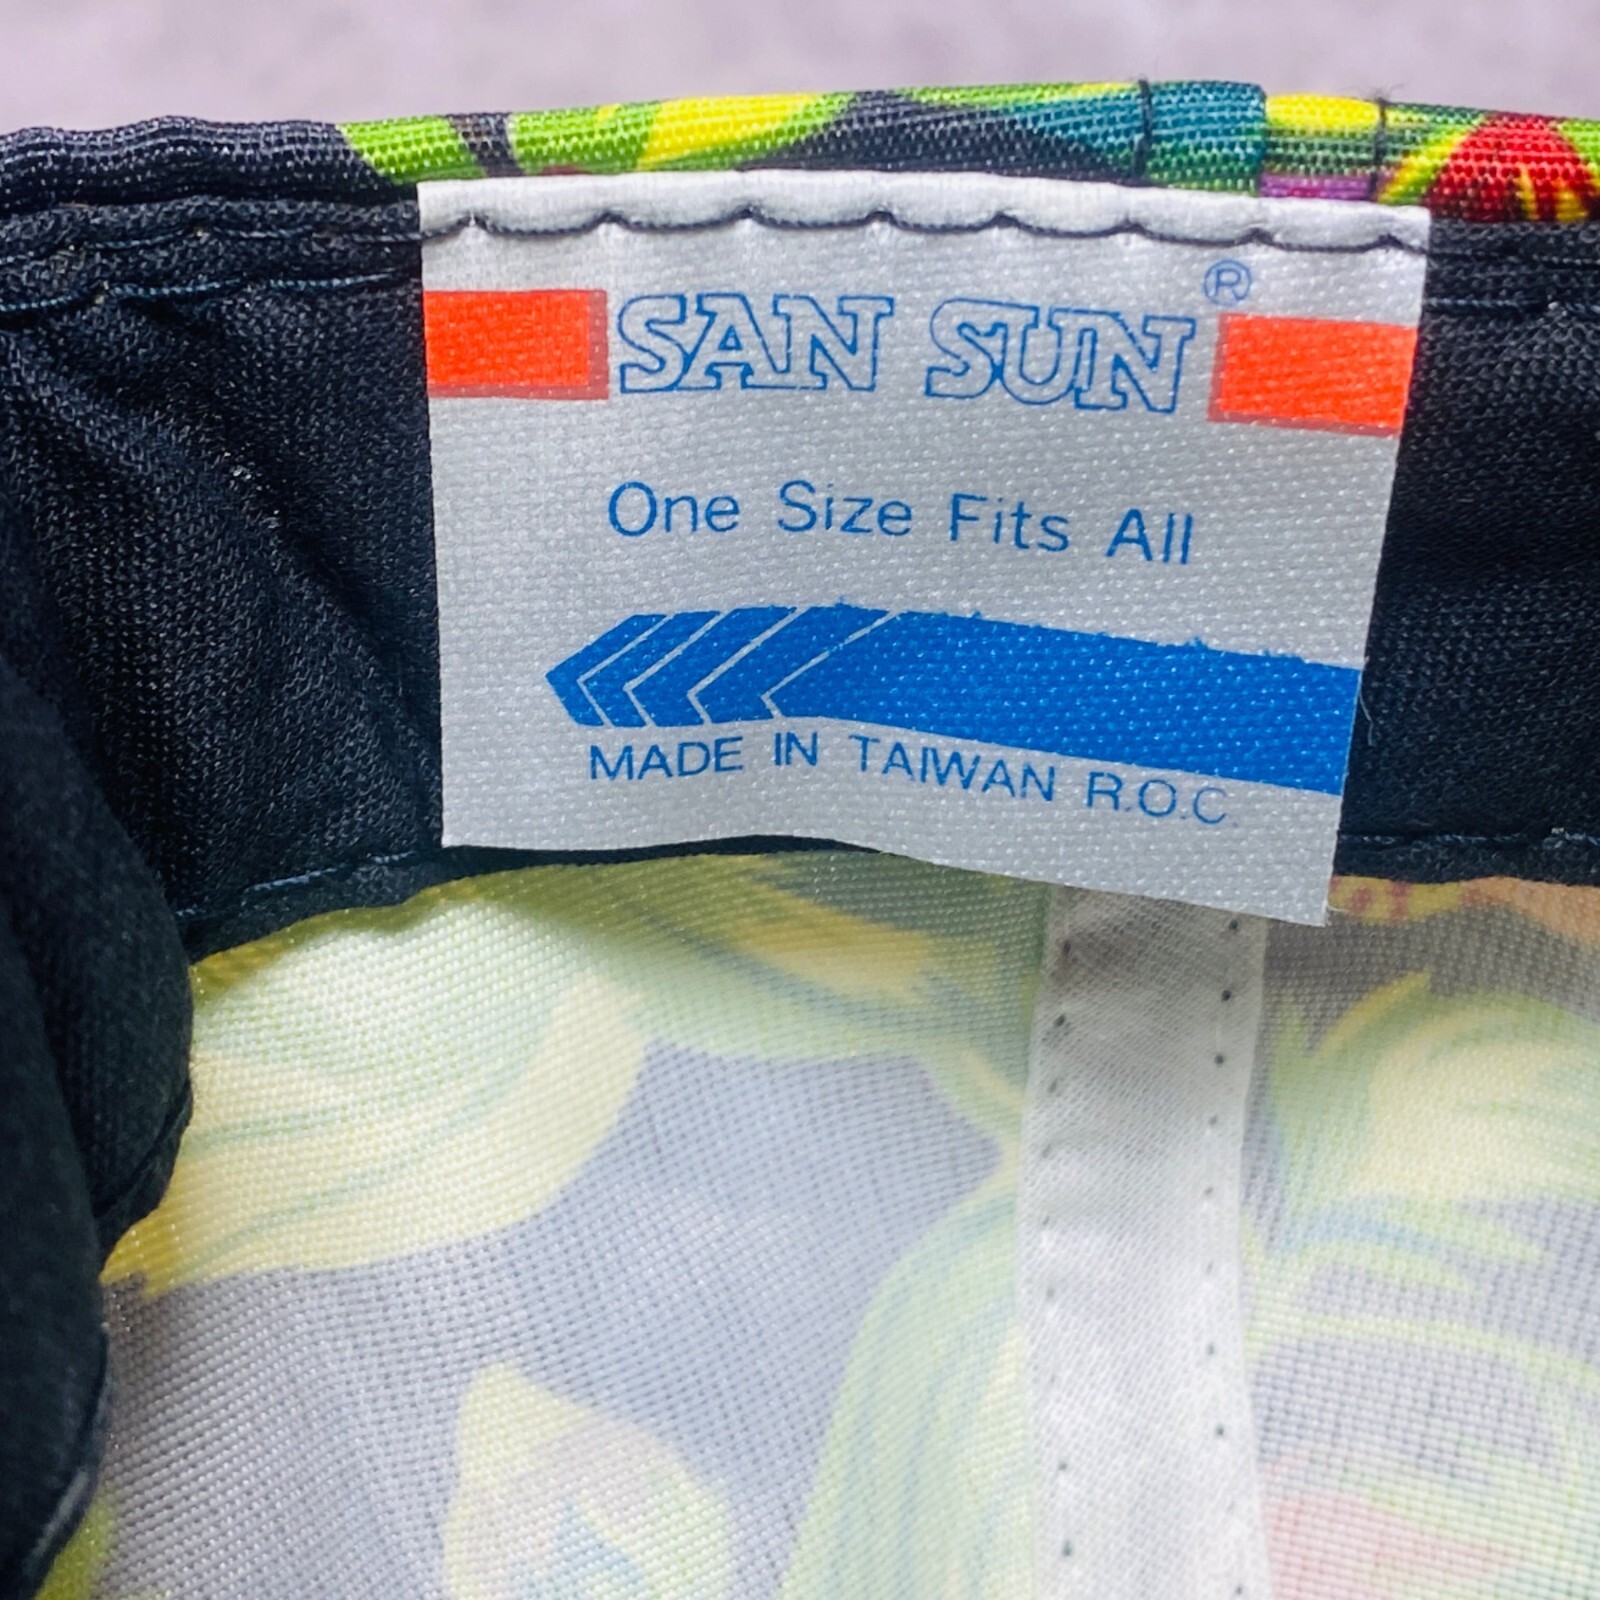 SAN SUN ®
One Size Fits All
MADE IN TAIWAN R.O.C.